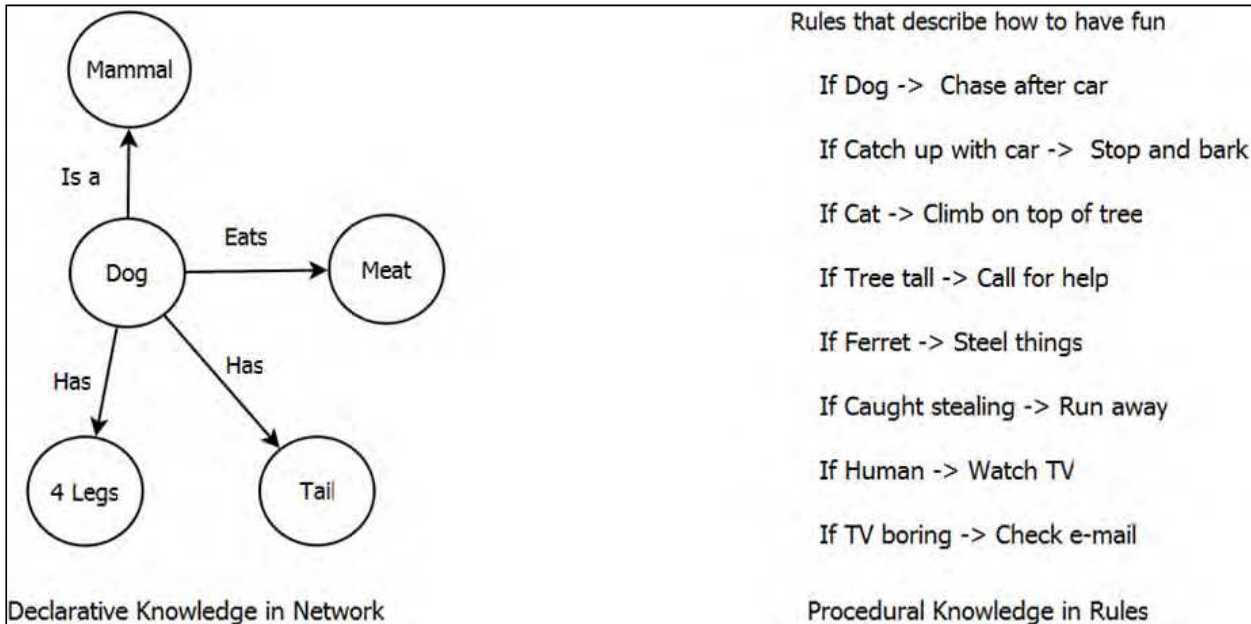 Mammal
Is a
Eats
Dog
Meat
Has
Has
4 Legs
Tail
Declarative Knowledge in Network
Rules that describe how to have fun
If Dog -> Chase after car
If Catch up with car -> Stop and bark
If Cat -> Climb on top of tree
If Tree tall -> Call for help
If Ferret -> Steel things
If Caught stealing -> Run away
If Human -> Watch TV
If TV boring -> Check e-mail
Procedural Knowledge in Rules